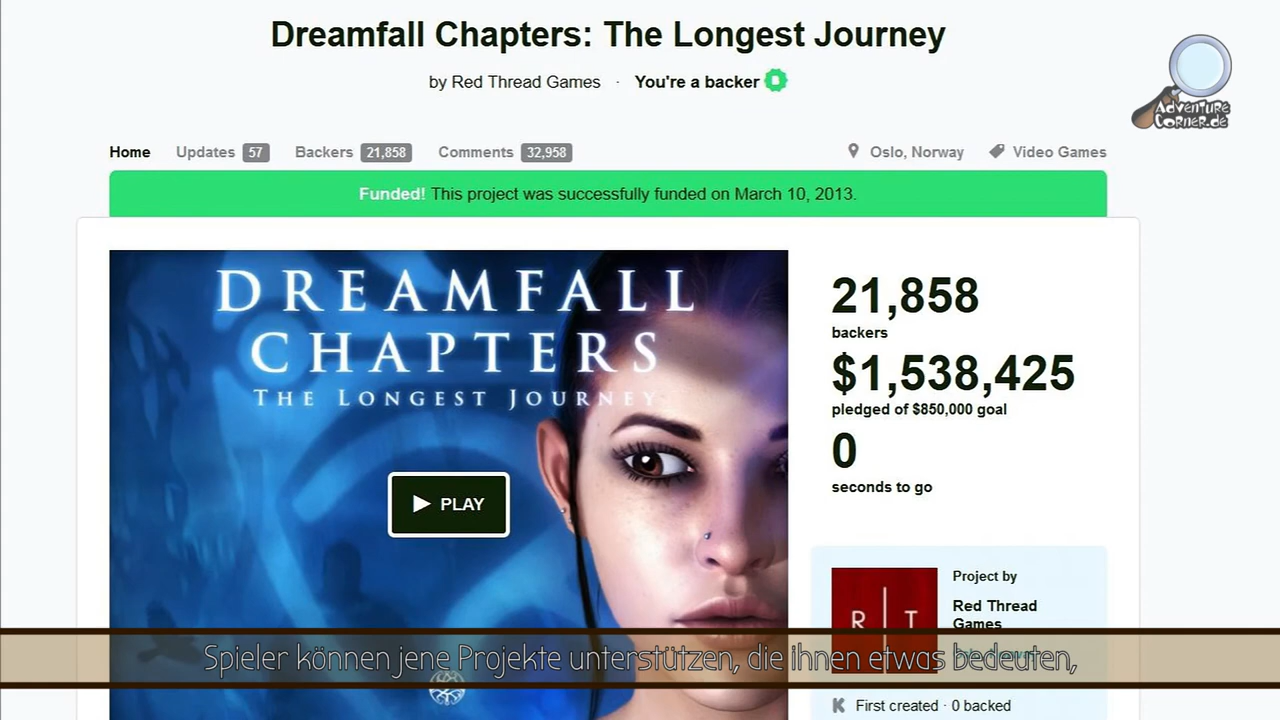 Dreamfall Chapters: The Longest Journey
by Red Thread Games · You're a backer
ADVENTURE
CORNER.DE
Home Updates 57 Backers 21,858 Comments 32,958 Oslo, Norway Video Games
Funded! This project was successfully funded on March 10, 2013.
DREAMFALL
CHAPTERS
THE LONGEST JOURNEY
PLAY
21,858
backers
$1,538,425
pledged of $850,000 goal
0
seconds to go
R T
Project by
Red Thread
Games
Spieler können jene Projekte unterstützen, die ihnen etwas bedeuten,
First created · 0 backed